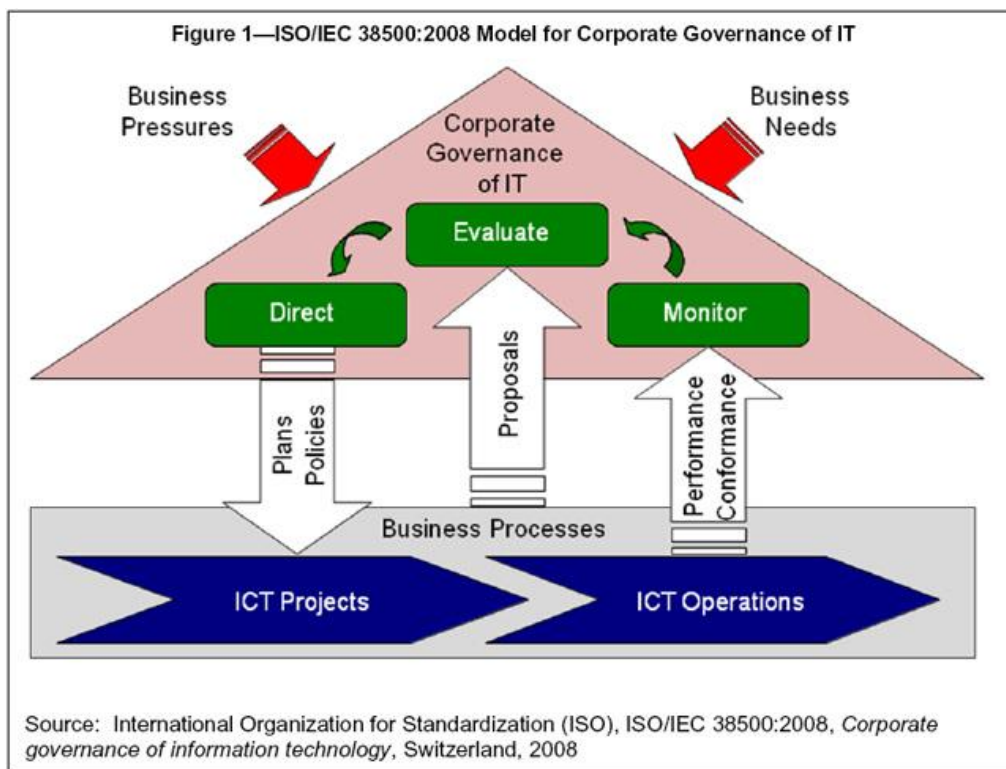 Figure 1—ISO/IEC 38500:2008 Model for Corporate Governance of IT
Business
Pressures
Business
Needs
Corporate
Governance
of IT
Evaluate
Direct
Monitor
Plans
Policies
Proposals
Performance
Conformance
Business Processes
ICT Projects
ICT Operations
Source: International Organization for Standardization (ISO), ISO/IEC 38500:2008, Corporate
governance of information technology, Switzerland, 2008